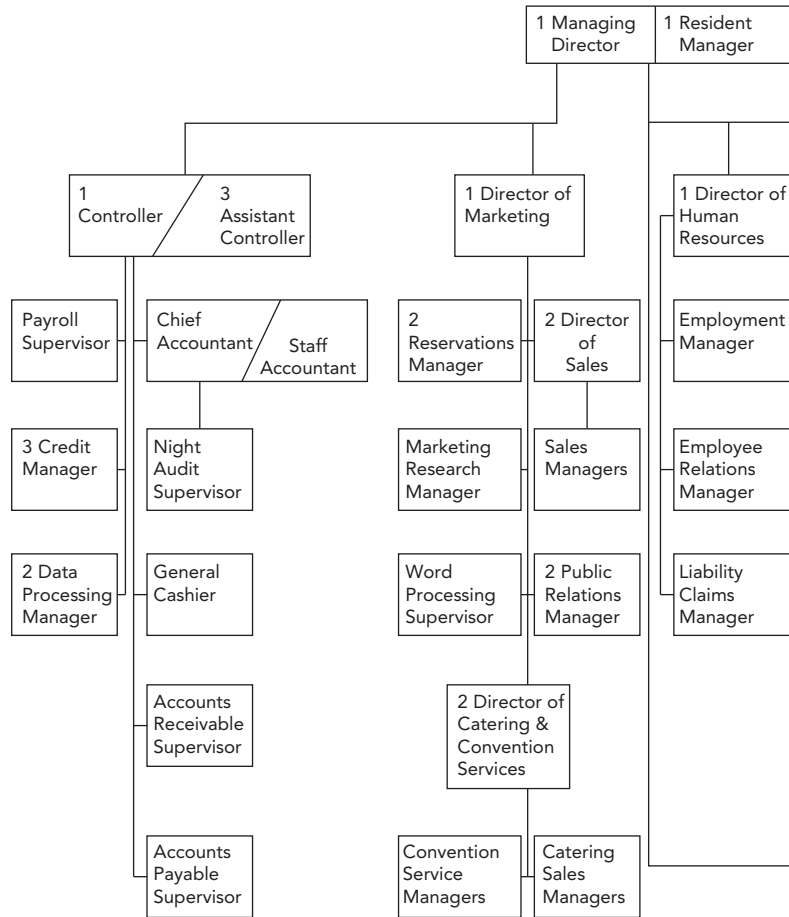 1 Managing
Director
1 Resident
Manager
1
Controller
3
Assistant
Controller
1 Director of
Marketing
1 Director of
Human
Resources
Payroll
Supervisor
Chief
Accountant
Staff
Accountant
2
Reservations
Manager
2 Director
of
Sales
Employment
Manager
3 Credit
Manager
Night
Audit
Supervisor
Marketing
Research
Manager
Sales
Managers
Employee
Relations
Manager
2 Data
Processing
Manager
General
Cashier
Word
Processing
Supervisor
2 Public
Relations
Manager
Liability
Claims
Manager
Accounts
Receivable
Supervisor
2 Director of
Catering &
Convention
Services
Accounts
Payable
Supervisor
Convention
Service
Managers
Catering
Sales
Managers